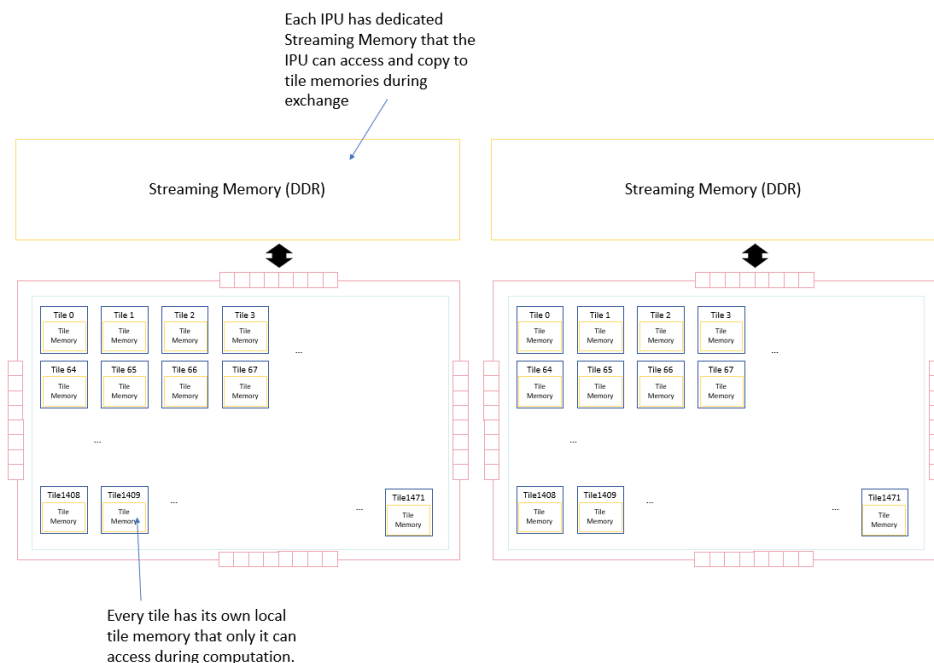 Each IPU has dedicated
Streaming Memory that the
IPU can access and copy to
tile memories during
exchange
Streaming Memory (DDR)
Streaming Memory (DDR)
Tile 0
Tile 1
Tile 2
Tile 3
Tile
Memory
Tile
Memory
Tile
Memory
Tile
Memory
...
Tile 64
Tile 65
Tile 66
Tile 67
Tile
Memory
Tile
Memory
Tile
Memory
Tile
Memory
...
Tile1408
Tile1409
...
...
Tile1471
Tile
Memory
Tile
Memory
Tile
Memory
Tile 0
Tile 1
Tile 2
Tile 3
Tile
Memory
Tile
Memory
Tile
Memory
Tile
Memory
...
Tile 64
Tile 65
Tile 66
Tile 67
Tile
Memory
Tile
Memory
Tile
Memory
Tile
Memory
...
Tile1408
Tile1409
...
...
Tile1471
Tile
Memory
Tile
Memory
Tile
Memory
Every tile has its own local
tile memory that only it can
access during computation.